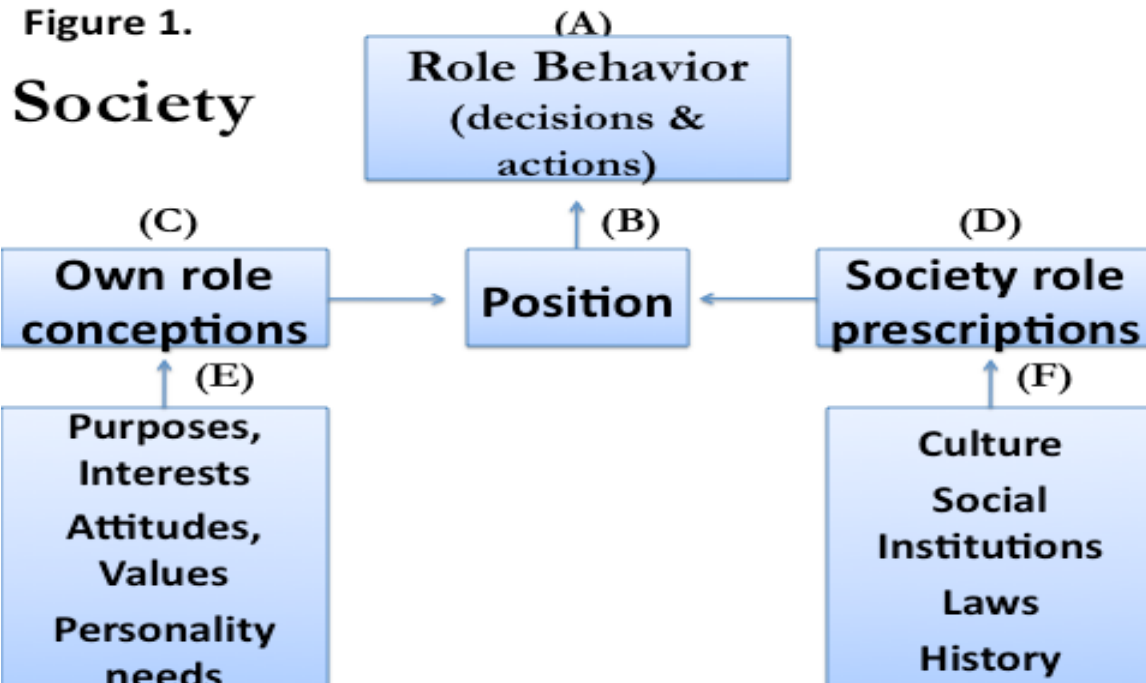 Figure 1.
Society
(A)
Role Behavior
(decisions &
actions)
(C)
(B)
(D)
Own role
conceptions
Position
Society role
prescriptions
(E)
(F)
Purposes,
Interests
Attitudes,
Values
Personality
needs
Culture
Social
Institutions
Laws
History